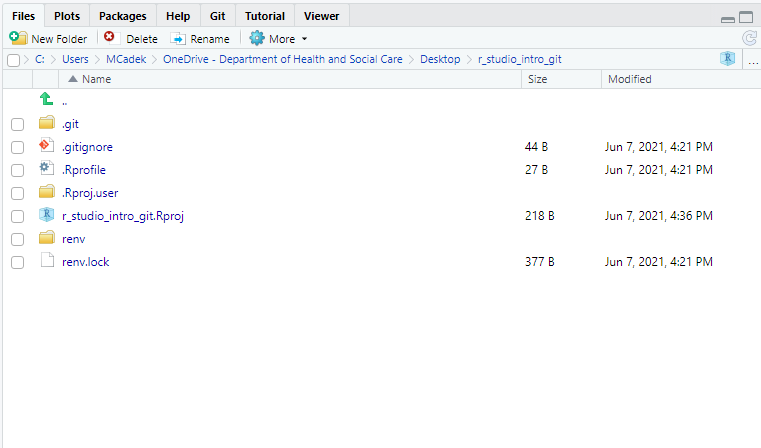 Files Plots Packages Help Git Tutorial Viewer
New Folder Delete Rename More
C: Users MCadek OneDrive - Department of Health and Social Care Desktop r_studio_intro_git R ...
Name Size Modified
..
.git
.gitignore 44 B Jun 7, 2021, 4:21 PM
.Rprofile 27 B Jun 7, 2021, 4:21 PM
.Rproj.user
R r_studio_intro_git.Rproj 218 B Jun 7, 2021, 4:36 PM
renv
renv.lock 377 B Jun 7, 2021, 4:21 PM